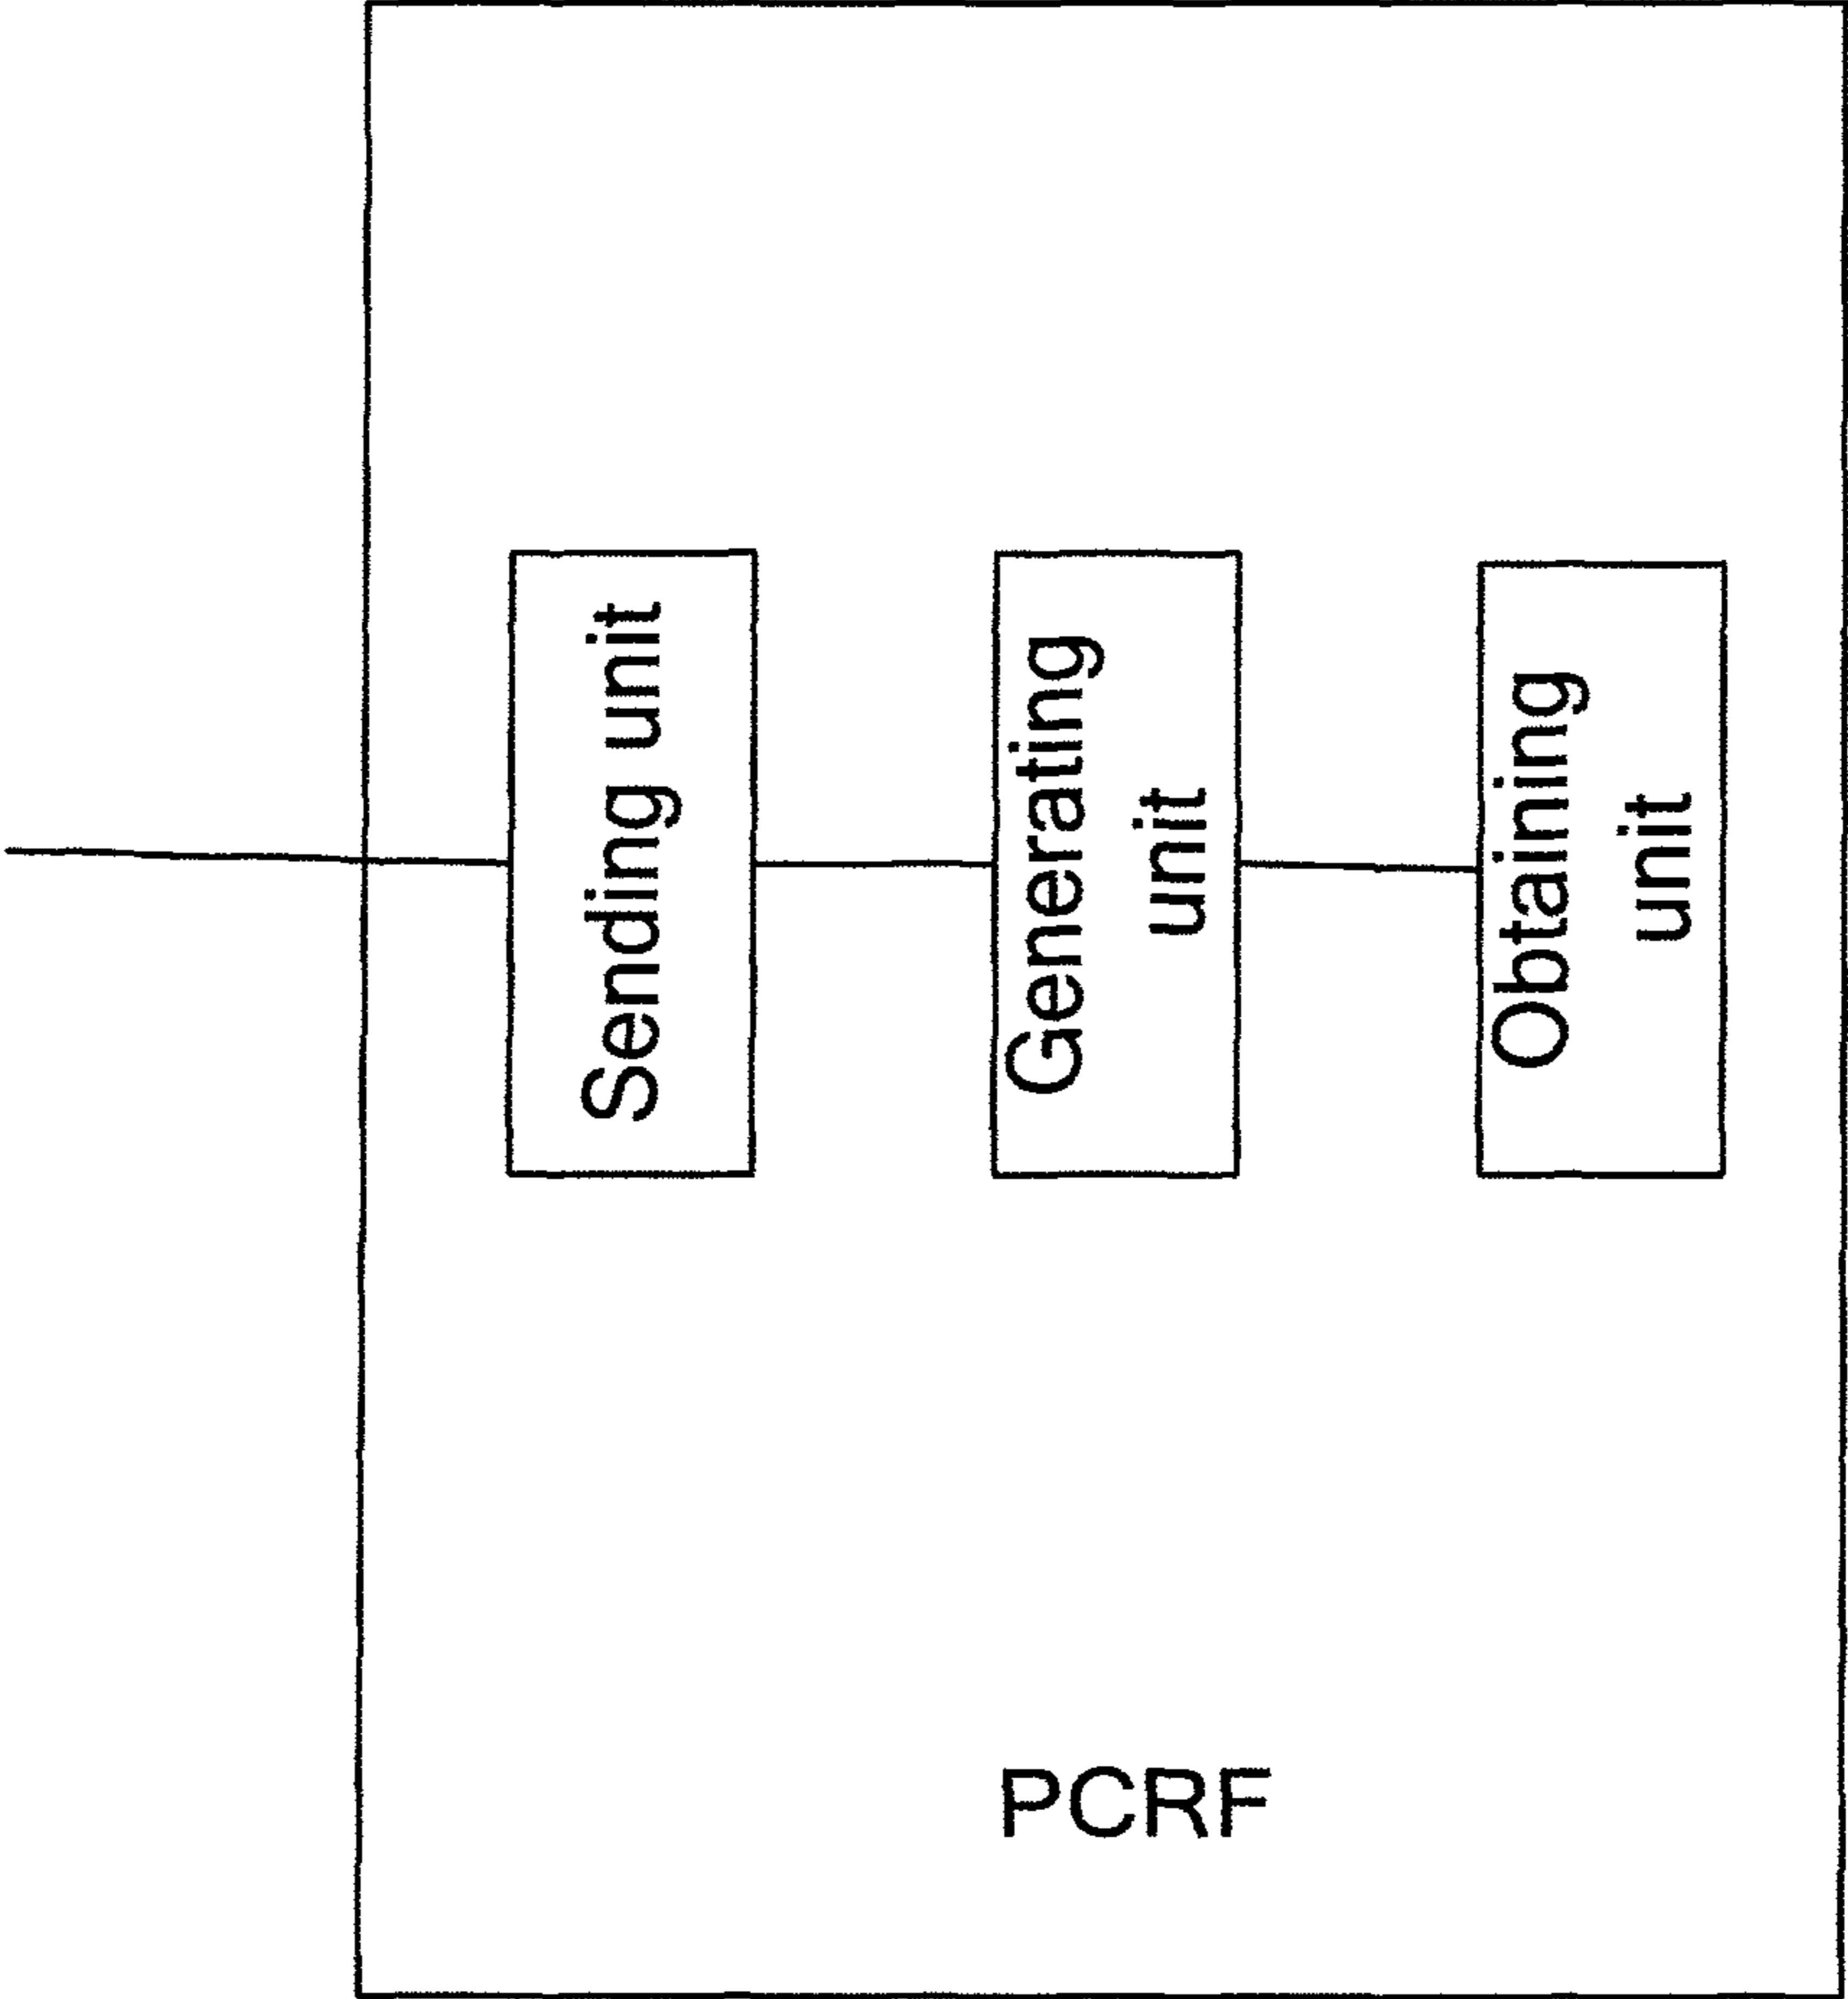 Sending unit
Generating
unit
Obtaining
unit
PCRF